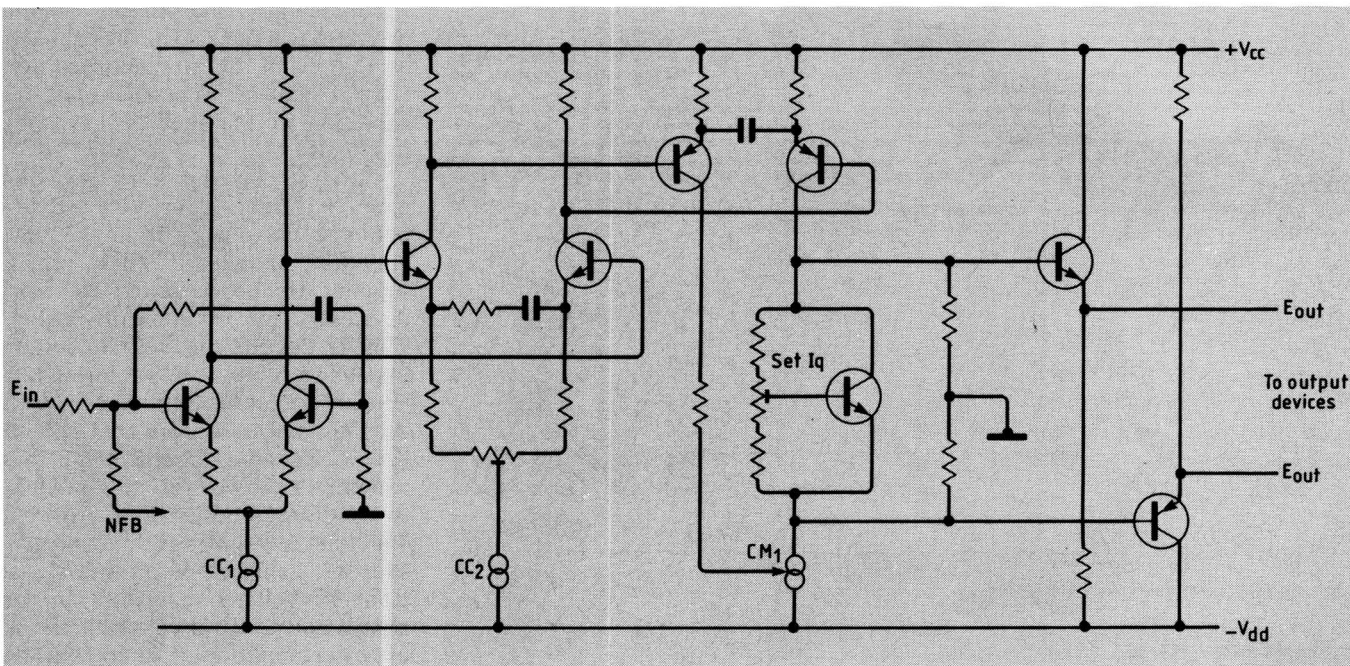 +Vcc
Set Iq
Ein
Eout
To output
devices
Eout
NFB
CC1
CC2
CM1
-Vdd